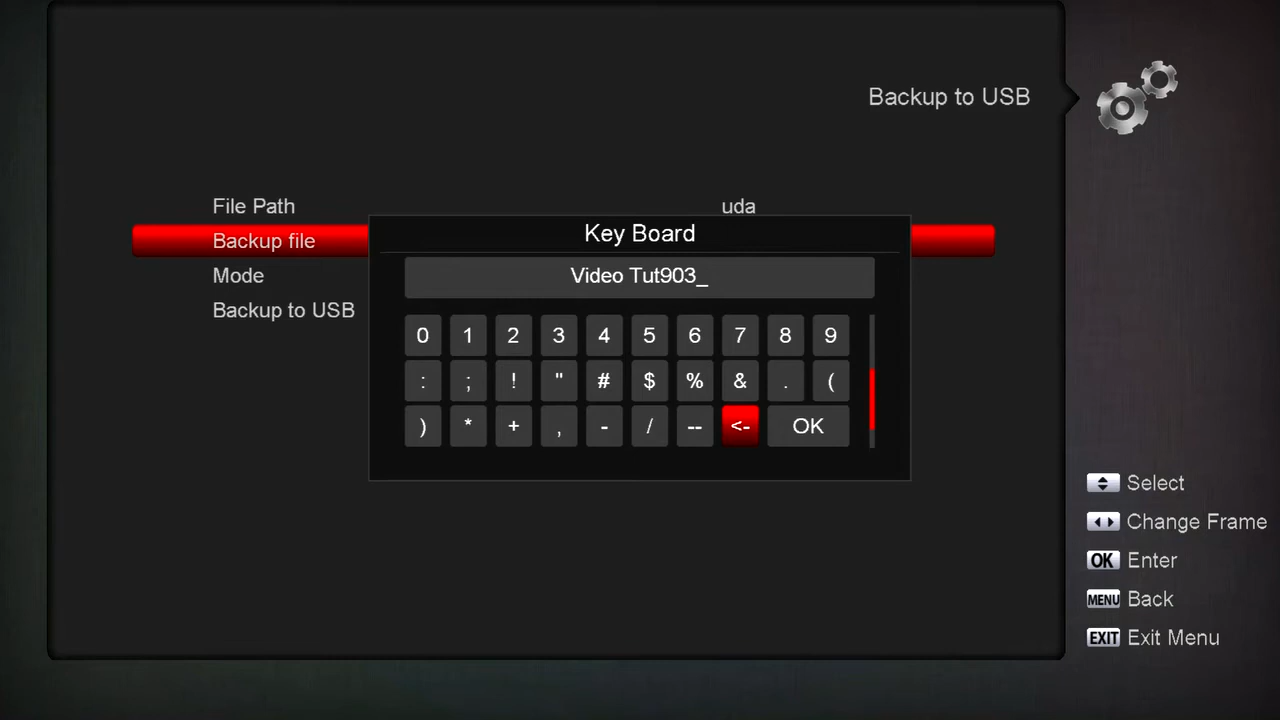 Backup to USB
File Path uda
Backup file
Mode
Backup to USB
Key Board
Video Tut903_
0 1 2 3 4 5 6 7 8 9
: ; ! " # $ % & . (
) * + , - / -- <- OK
Select
Change Frame
OK Enter
MENU Back
EXIT Exit Menu